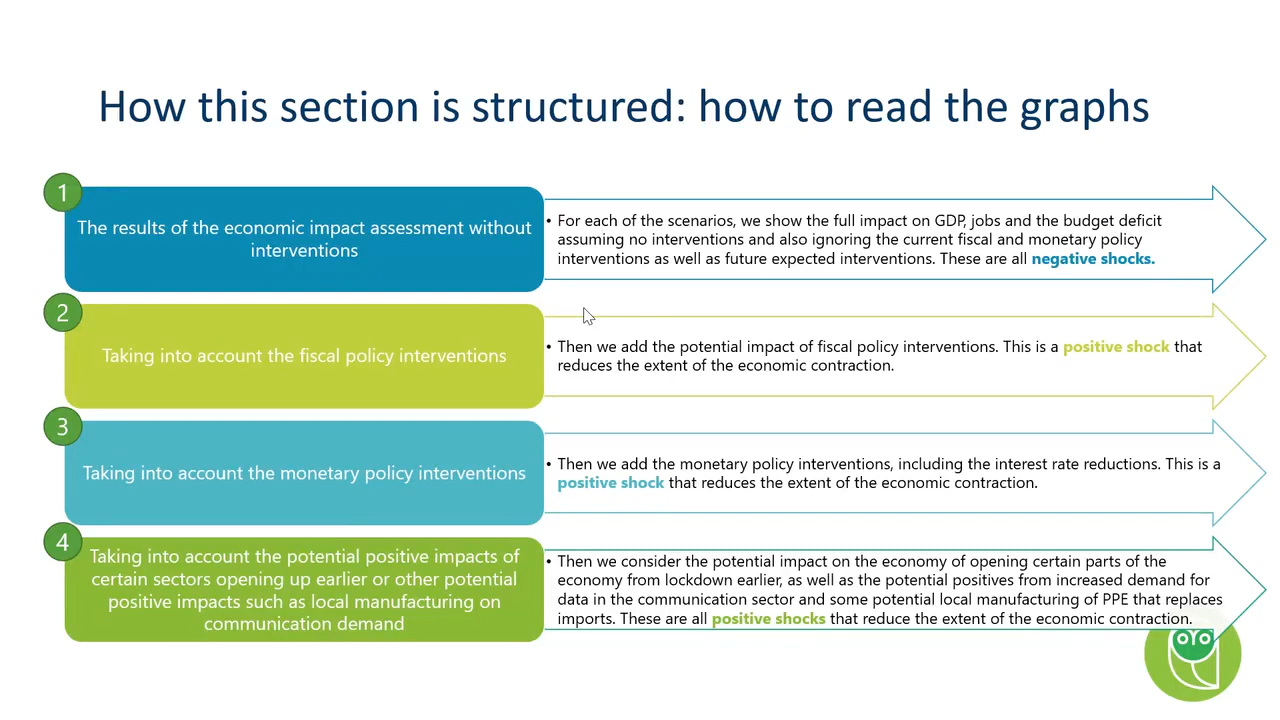 How this section is structured: how to read the graphs
1
The results of the economic impact assessment without
interventions
• For each of the scenarios, we show the full impact on GDP, jobs and the budget deficit
assuming no interventions and also ignoring the current fiscal and monetary policy
interventions as well as future expected interventions. These are all negative shocks.
2
Taking into account the fiscal policy interventions
• Then we add the potential impact of fiscal policy interventions. This is a positive shock that
reduces the extent of the economic contraction.
3
Taking into account the monetary policy interventions
• Then we add the monetary policy interventions, including the interest rate reductions. This is a
positive shock that reduces the extent of the economic contraction.
4
Taking into account the potential positive impacts of
certain sectors opening up earlier or other potential
positive impacts such as local manufacturing on
communication demand
• Then we consider the potential impact on the economy of opening certain parts of the
economy from lockdown earlier, as well as the potential positives from increased demand for
data in the communication sector and some potential local manufacturing of PPE that replaces
imports. These are all positive shocks that reduce the extent of the economic contraction.